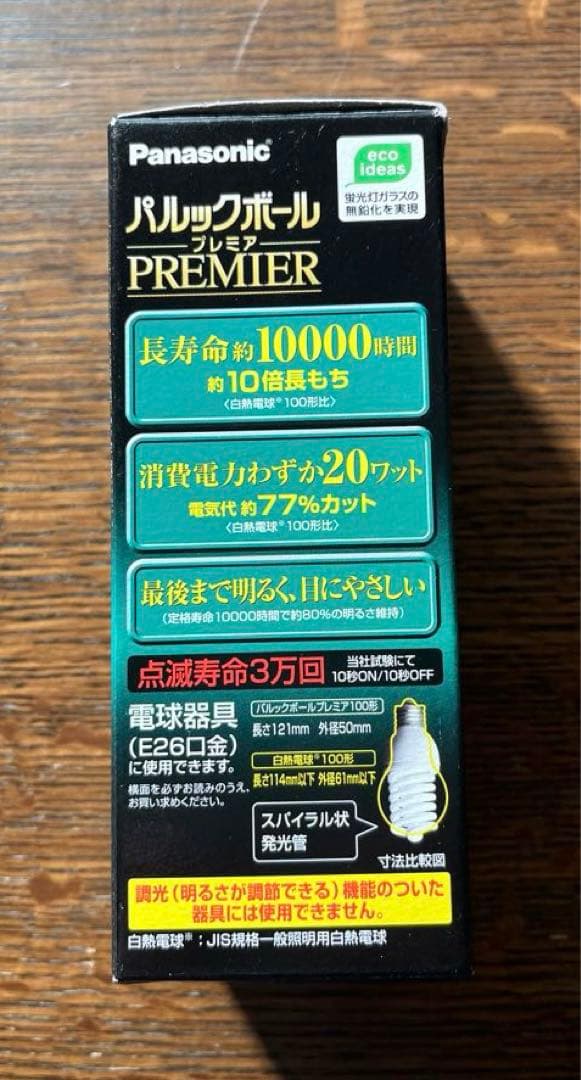 Panasonic
eco
ideas
蛍光灯ガラスの
無鉛化を実現
パルックボール
プレミア
PREMIER
長寿命約10000時間
約10倍長もち
〈白熱電球※100形比〉
消費電力わずか20ワット
電気代 約77%カット
〈白熱電球※100形比〉
最後まで明るく、目にやさしい
(定格寿命10000時間で約80%の明るさ維持)
点滅寿命3万回 当社試験にて
10秒ON/10秒OFF
電球器具
(E26口金)
に使用できます。
横面を必ずお読みのうえ、
お買い求めください。
パルックボールプレミア100形
長さ121mm 外径50mm
白熱電球※100形
長さ114mm以下 外径61mm以下
スパイラル状
発光管
寸法比較図
調光(明るさが調節できる)機能のついた
器具には使用できません。
白熱電球※:JIS規格一般照明用白熱電球